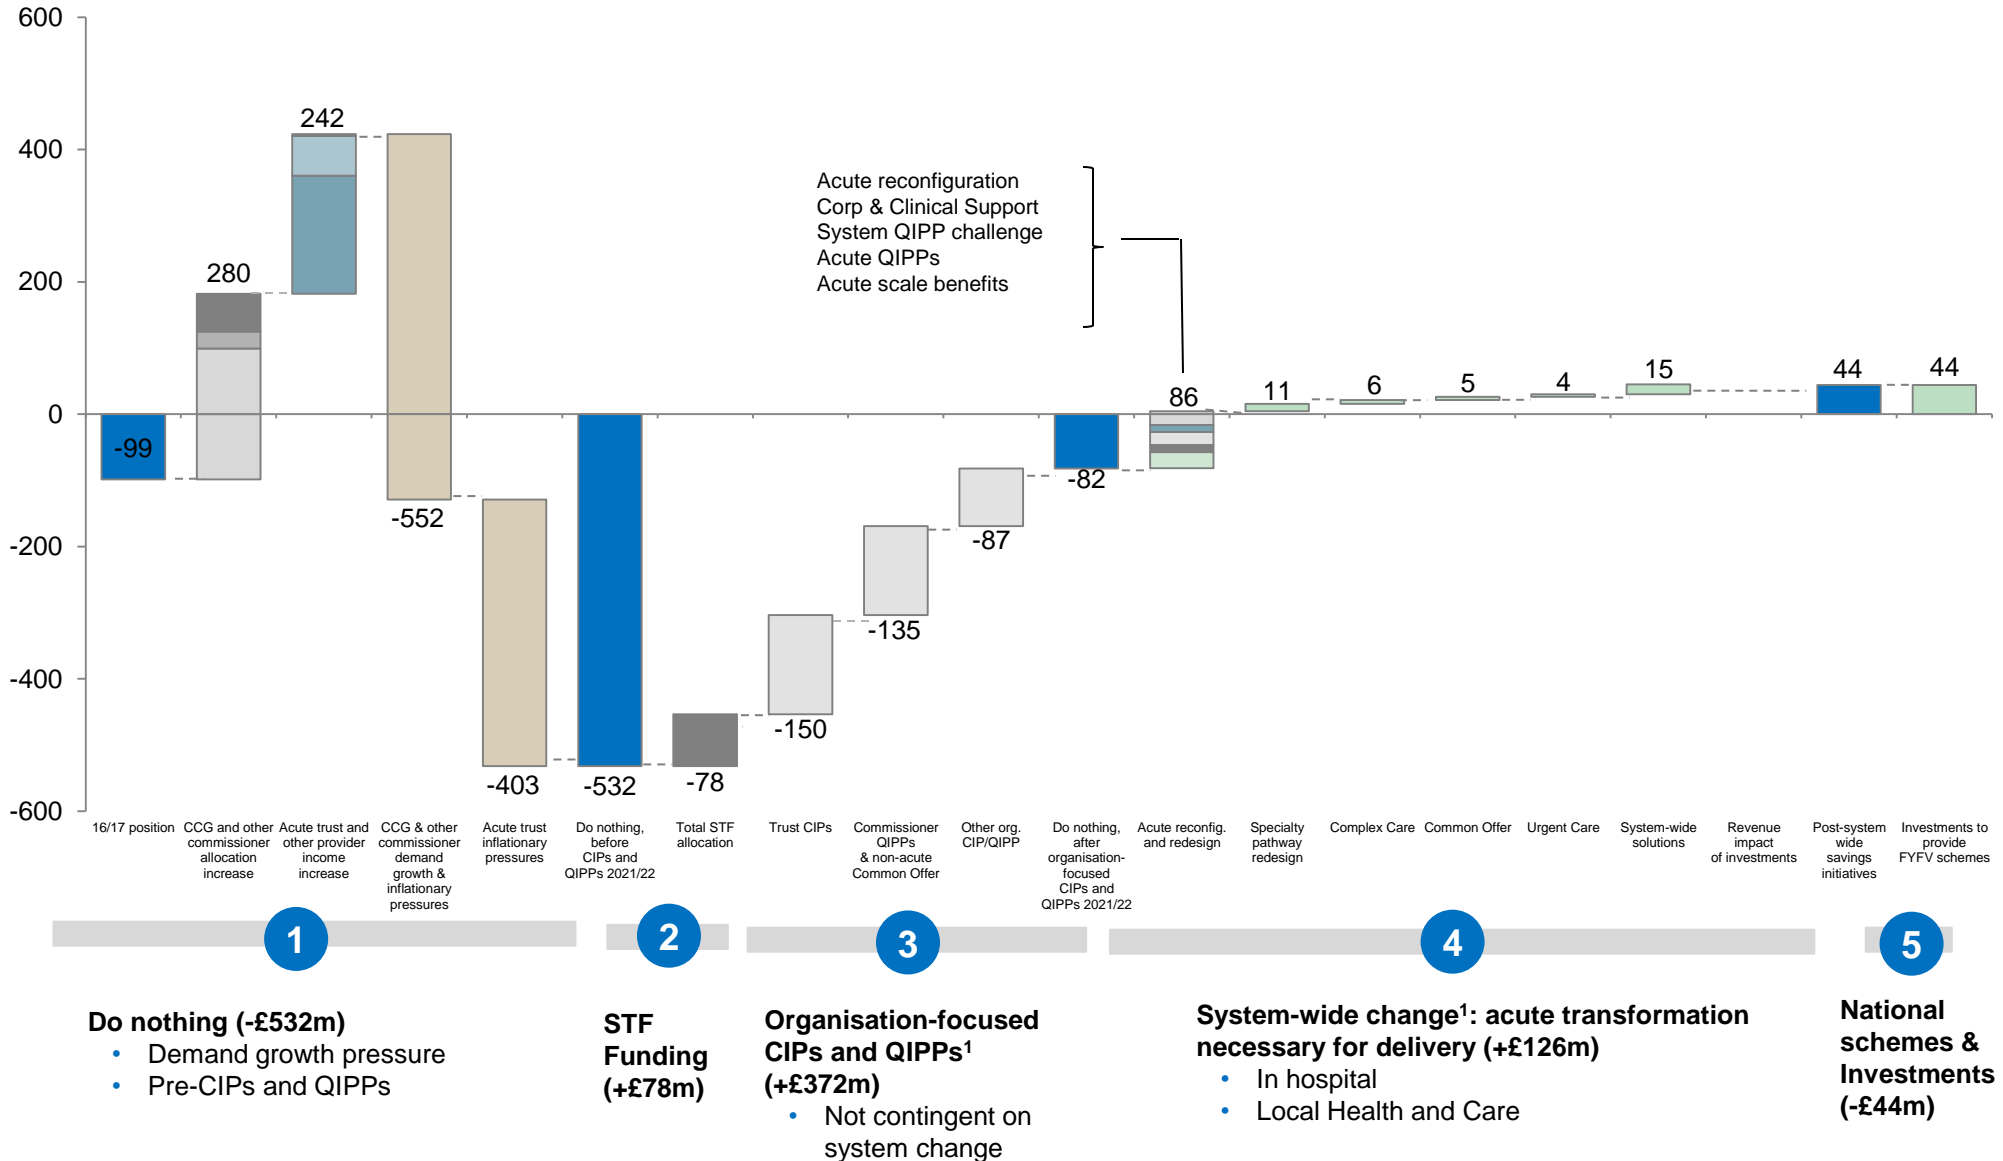 600
400
200
0
-200
-400
-600
-99
280
242
-552
-403
-532
-78
-150
-135
-87
-82
86
11
6
5
4
15
44
44
Acute reconfiguration
Corp & Clinical Support
System QIPP challenge
Acute QIPPs
Acute scale benefits
16/17 position
CCG and other
commissioner
allocation
increase
Acute trust and
other provider
income
increase
CCG & other
commissioner
demand
growth &
inflationary
pressures
Acute trust
inflationary
pressures
Do nothing,
before
CIPs and
QIPPs 2021/22
Total STF
allocation
Trust CIPs
Commissioner
QIPPs
& non-acute
Common Offer
Other org.
CIP/QIPP
Do nothing,
after
organisation-
focused
CIPs and
QIPPs 2021/22
Acute reconfig.
and redesign
Specialty
pathway
redesign
Complex Care
Common Offer
Urgent Care
System-wide
solutions
Revenue
impact
of investments
Post-system
wide
savings
initiatives
Investments to
provide
FYFV schemes
1
2
3
4
5
Do nothing (-£532m)
• Demand growth pressure
• Pre-CIPs and QIPPs
STF
Funding
(+£78m)
Organisation-focused
CIPs and QIPPs¹
(+£372m)
• Not contingent on
system change
System-wide change¹: acute transformation
necessary for delivery (+£126m)
• In hospital
• Local Health and Care
National
schemes &
Investments
(-£44m)